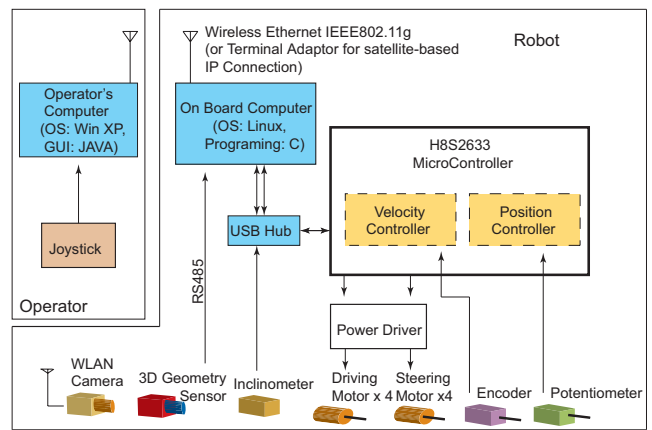 Operator's
Computer
(OS: Win XP,
GUI: JAVA)
Joystick
Operator
Wireless Ethernet IEEE802.11g
(or Terminal Adaptor for satellite-based
IP Connection)
Robot
On Board Computer
(OS: Linux,
Programing: C)
H8S2633
MicroController
Velocity
Controller
Position
Controller
USB Hub
RS485
Power Driver
WLAN
Camera
3D Geometry
Sensor
Inclinometer
Driving
Motor x 4
Steering
Motor x4
Encoder
Potentiometer